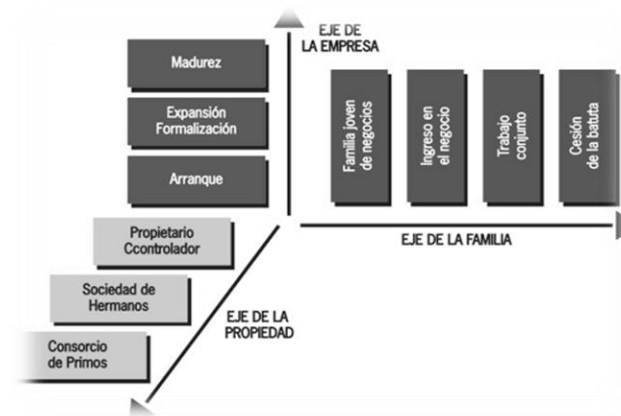 EJE DE
LA EMPRESA
Madurez
Expansión
Formalización
Arranque
Familia joven
de negocios
Ingreso en
el negocio
Trabajo
conjunto
Cesión
de la batuta
EJE DE LA FAMILIA
Propietario
Ccontrolador
Sociedad de
Hermanos
Consorcio
de Primos
EJE DE LA
PROPIEDAD